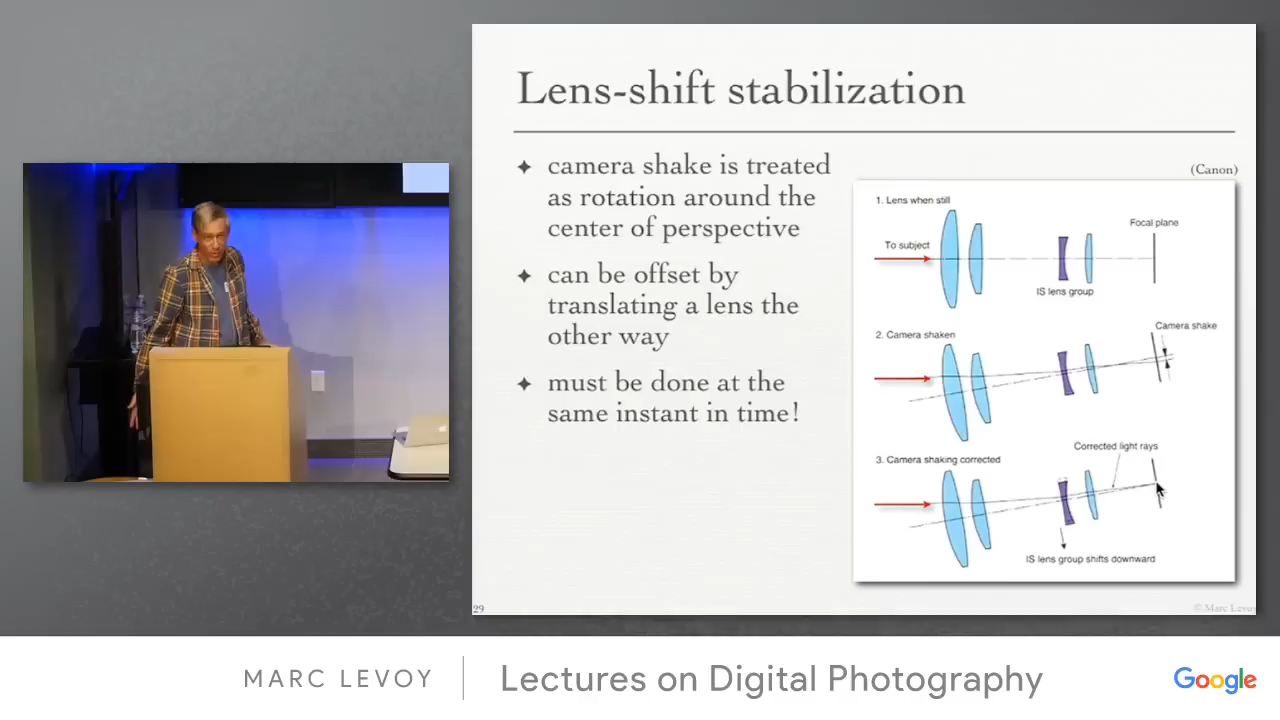 Lens-shift stabilization
✦ camera shake is treated
as rotation around the
center of perspective
✦ can be offset by
translating a lens the
other way
✦ must be done at the
same instant in time!
(Canon)
1. Lens when still
Focal plane
To subject
IS lens group
Camera shake
2. Camera shaken
Corrected light rays
3. Camera shaking corrected
IS lens group shifts downward
29
© Marc Levoy
MARC LEVOY
Lectures on Digital Photography
Google